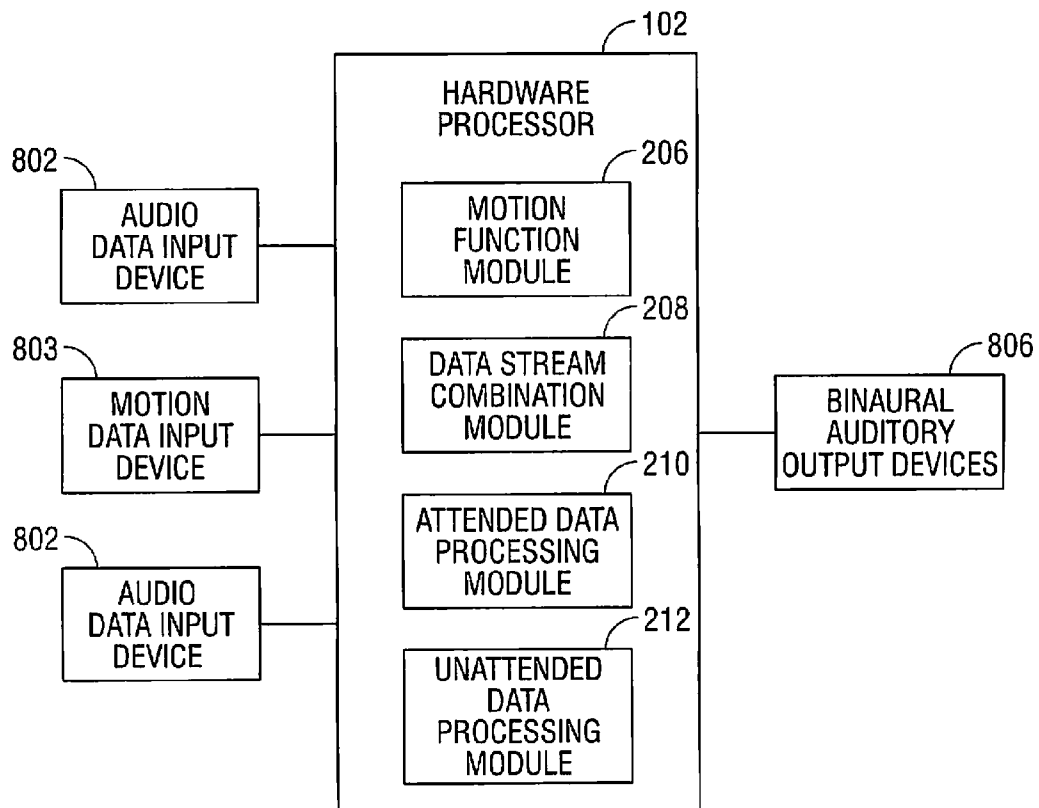 102
HARDWARE
PROCESSOR
802
AUDIO
DATA INPUT
DEVICE
803
MOTION
DATA INPUT
DEVICE
802
AUDIO
DATA INPUT
DEVICE
206
MOTION
FUNCTION
MODULE
208
DATA STREAM
COMBINATION
MODULE
210
ATTENDED DATA
PROCESSING
MODULE
212
UNATTENDED
DATA
PROCESSING
MODULE
806
BINAURAL
AUDITORY
OUTPUT DEVICES